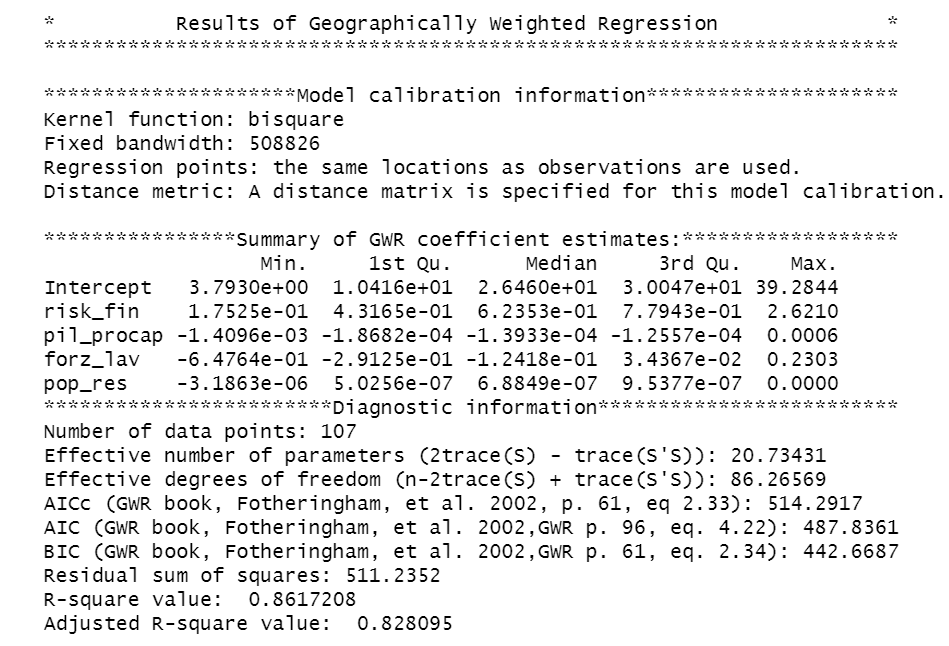 * Results of Geographically Weighted Regression *
***********************************************************************
*********************Model calibration information*********************
Kernel function: bisquare
Fixed bandwidth: 508826
Regression points: the same locations as observations are used.
Distance metric: A distance matrix is specified for this model calibration.
****************Summary of GWR coefficient estimates:******************
Min. 1st Qu. Median 3rd Qu. Max.
Intercept 3.7930e+00 1.0416e+01 2.6460e+01 3.0047e+01 39.2844
risk_fin 1.7525e-01 4.3165e-01 6.2353e-01 7.7943e-01 2.6210
pil_procap -1.4096e-03 -1.8682e-04 -1.3933e-04 -1.2557e-04 0.0006
forz_lav -6.4764e-01 -2.9125e-01 -1.2418e-01 3.4367e-02 0.2303
pop_res -3.1863e-06 5.0256e-07 6.8849e-07 9.5377e-07 0.0000
************************Diagnostic information*************************
Number of data points: 107
Effective number of parameters (2trace(S) - trace(S'S)): 20.73431
Effective degrees of freedom (n-2trace(S) + trace(S'S)): 86.26569
AICc (GWR book, Fotheringham, et al. 2002, p. 61, eq 2.33): 514.2917
AIC (GWR book, Fotheringham, et al. 2002,GWR p. 96, eq. 4.22): 487.8361
BIC (GWR book, Fotheringham, et al. 2002,GWR p. 61, eq. 2.34): 442.6687
Residual sum of squares: 511.2352
R-square value: 0.8617208
Adjusted R-square value: 0.828095